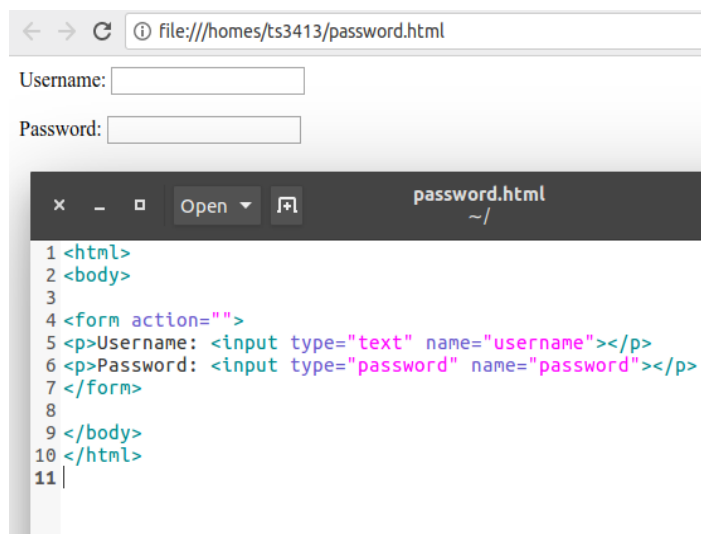 file:///homes/ts3413/password.html
Username:
Password:
Open
password.html
~/
1 <html>
2 <body>
3
4 <form action="">
5 <p>Username: <input type="text" name="username"></p>
6 <p>Password: <input type="password" name="password"></p>
7 </form>
8
9 </body>
10 </html>
11